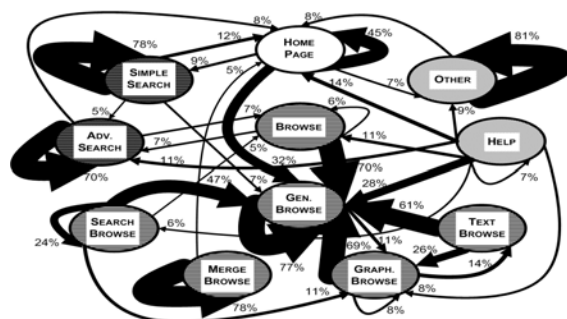 8%
8%
78%
12%
HOME
PAGE
45%
81%
SIMPLE
SEARCH
9%
5%
14%
7%
OTHER
5%
7%
BROWSE
6%
9%
ADV.
SEARCH
7%
5%
11%
HELP
11%
32%
70%
7%
70%
47%
7%
GEN.
BROWSE
28%
SEARCH
BROWSE
6%
61%
TEXT
BROWSE
24%
69%
11%
26%
MERGE
BROWSE
77%
GRAPH.
BROWSE
14%
78%
11%
8%
8%